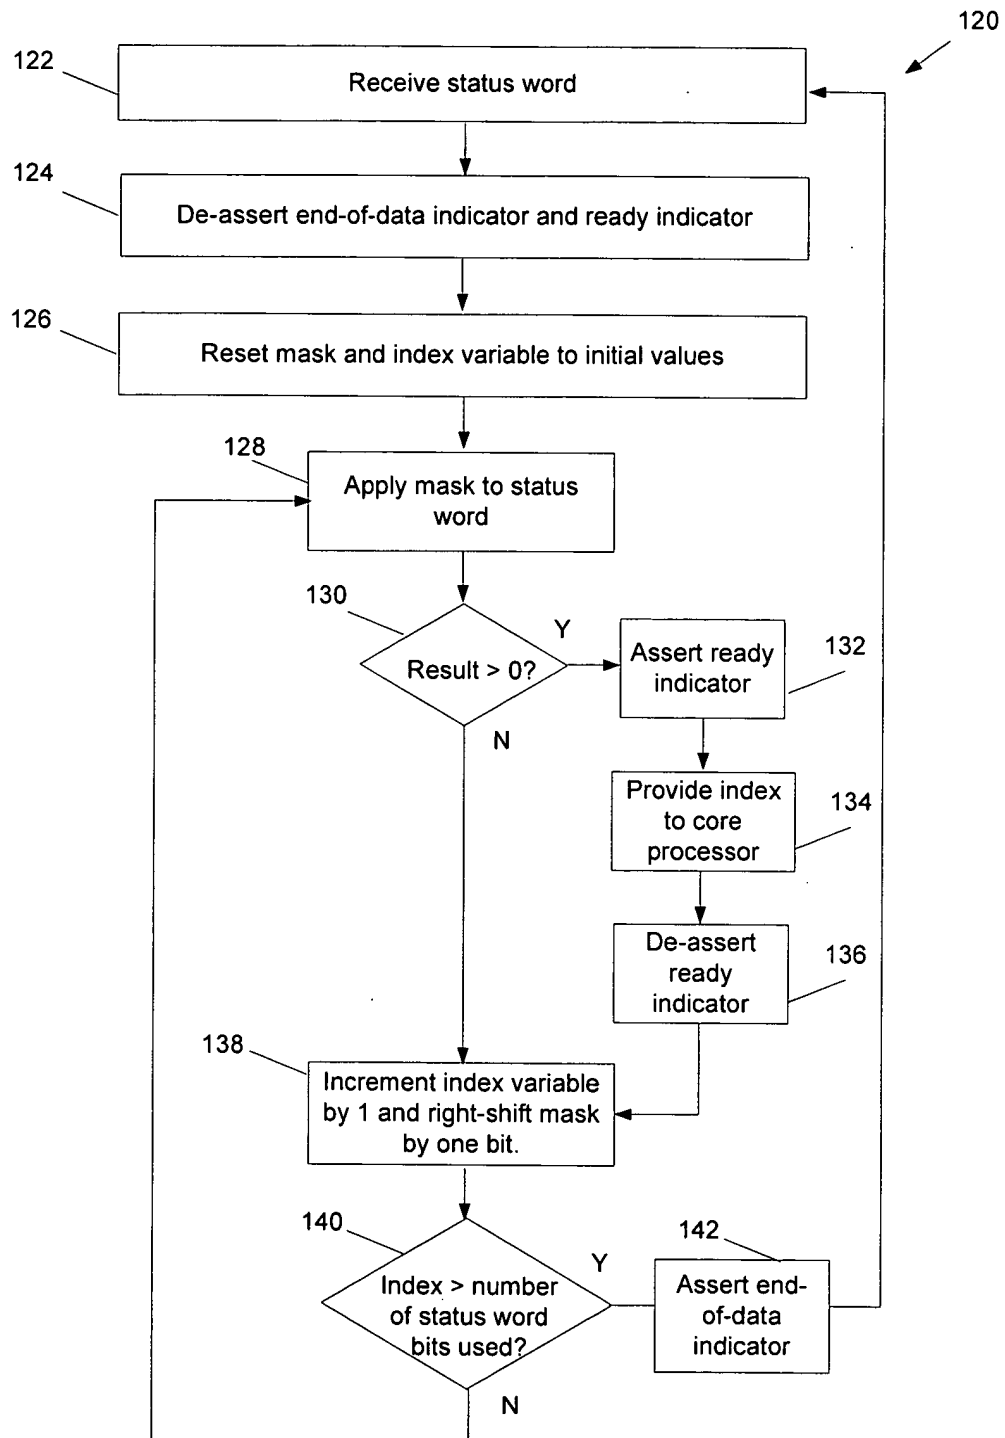 120
122
Receive status word
124
De-assert end-of-data indicator and ready indicator
126
Reset mask and index variable to initial values
128
Apply mask to status
word
130
Result > 0?
Y
N
Assert ready
indicator
132
Provide index
to core
processor
134
De-assert
ready
indicator
136
138
Increment index variable
by 1 and right-shift mask
by one bit.
140
Index > number
of status word
bits used?
Y
N
142
Assert end-
of-data
indicator